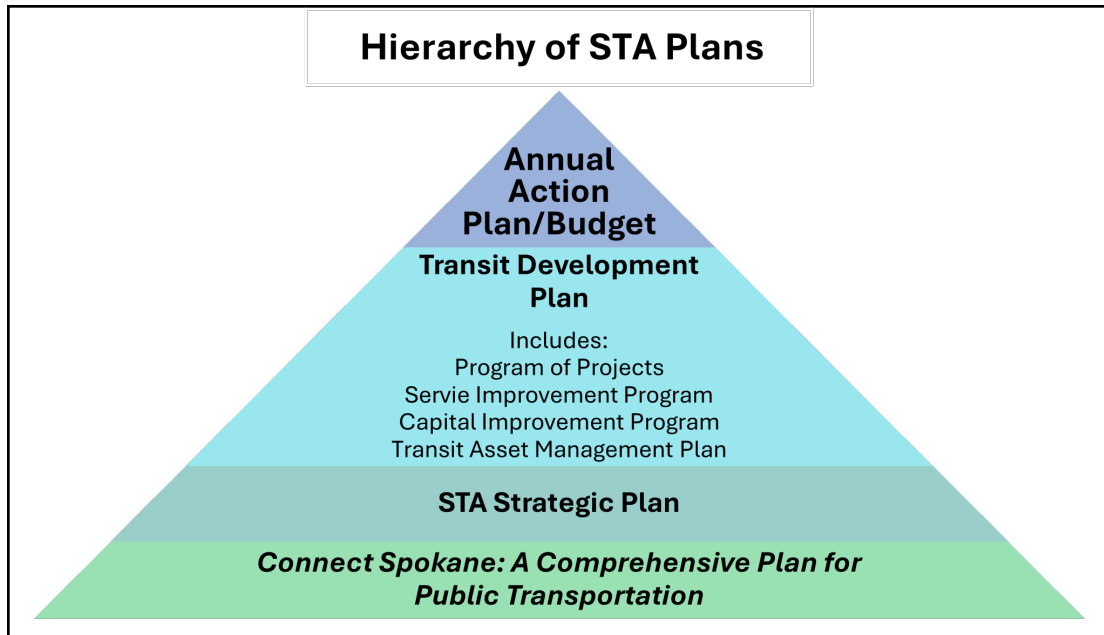 Hierarchy of STA Plans
Annual
Action
Plan/Budget
Transit Development
Plan
Includes:
Program of Projects
Servie Improvement Program
Capital Improvement Program
Transit Asset Management Plan
STA Strategic Plan
Connect Spokane: A Comprehensive Plan for
Public Transportation